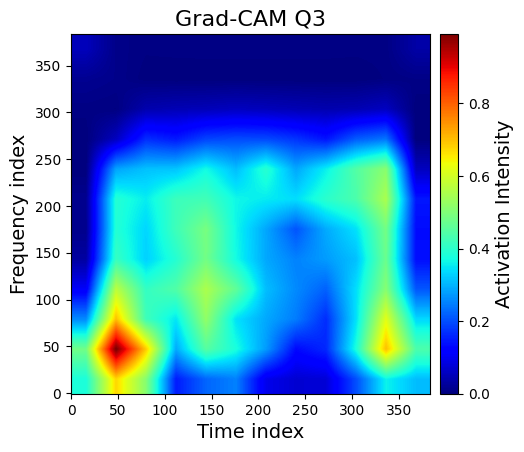 Grad-CAM Q3
Frequency index
350
300
250
200
150
100
50
0
0 50 100 150 200 250 300 350
Time index
0.8
0.6
0.4
0.2
0.0
Activation Intensity